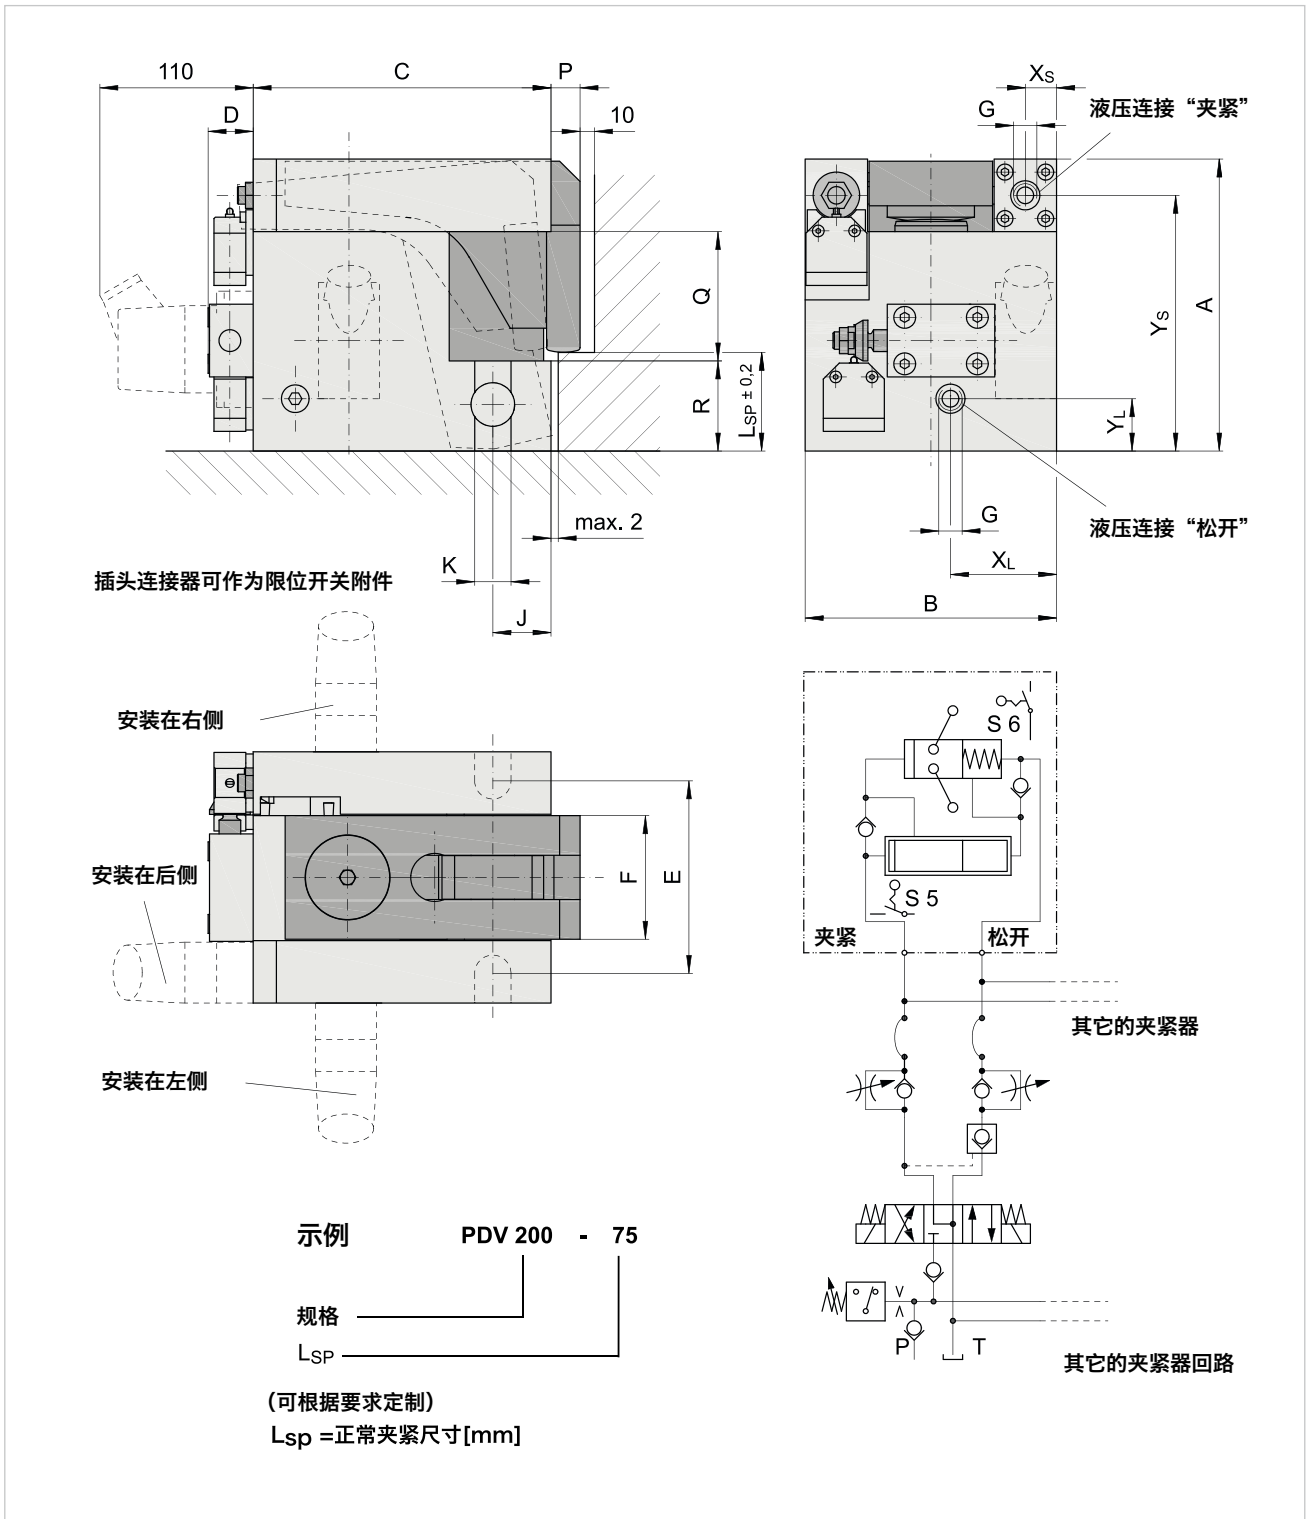 110
C
P
D
10
Q
R
LSP ± 0,2
max. 2
K
J
XS
G
液压连接“夹紧”
A
YS
YL
G
液压连接“松开”
XL
B
插头连接器可作为限位开关附件
安装在右侧
安装在后侧
安装在左侧
F
E
S 6
S 5
夹紧
松开
其它的夹紧器
P
T
其它的夹紧器回路
示例
PDV 200 - 75
规格
LSP
(可根据要求定制)
Lsp =正常夹紧尺寸[mm]